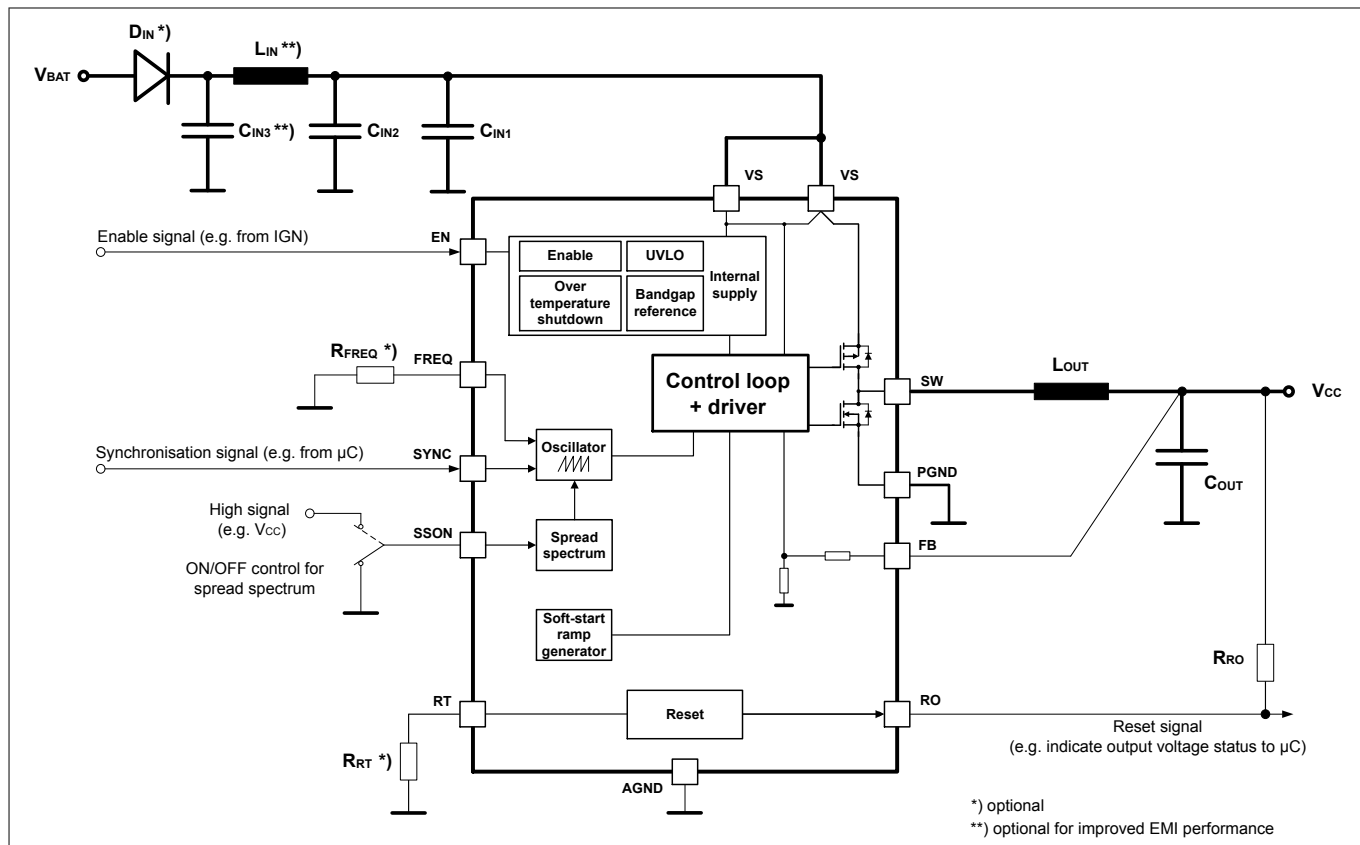 DIN *)
LIN **)
VBAT
CIN3 **)
CIN2
CIN1
VS
VS
Enable signal (e.g. from IGN)
EN
Enable
UVLO
Internal
supply
Over
temperature
shutdown
Bandgap
reference
RFREQ *)
FREQ
Control loop
+ driver
SW
LOUT
VCC
Synchronisation signal (e.g. from µC)
SYNC
Oscillator
PGND
COUT
High signal
(e.g. VCC)
SSON
Spread
spectrum
FB
ON/OFF control for
spread spectrum
Soft-start
ramp
generator
RRO
RT
Reset
RO
Reset signal
(e.g. indicate output voltage status to µC)
RRT *)
AGND
*) optional
**) optional for improved EMI performance